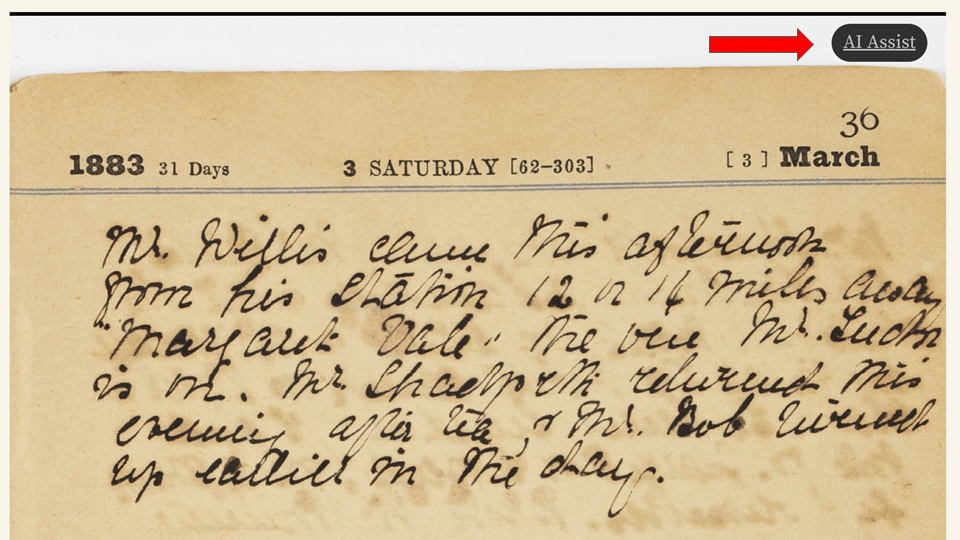 AI Assist
36
1883 31 Days 3 SATURDAY [62-303] [ 3 ] March
Mr. Willis came this afternoon
from his Station 12 or 14 miles away
"Margaret Vale" the one Mr.
is on. Mr. returned this
evening after tea, & Mr. Bob turned
up earlier in the day.